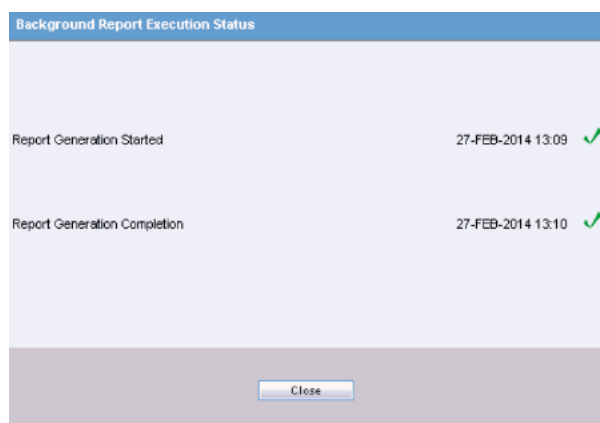 Background Report Execution Status
Report Generation Started 27-FEB-2014 13:09
Report Generation Completion 27-FEB-2014 13:10
Close